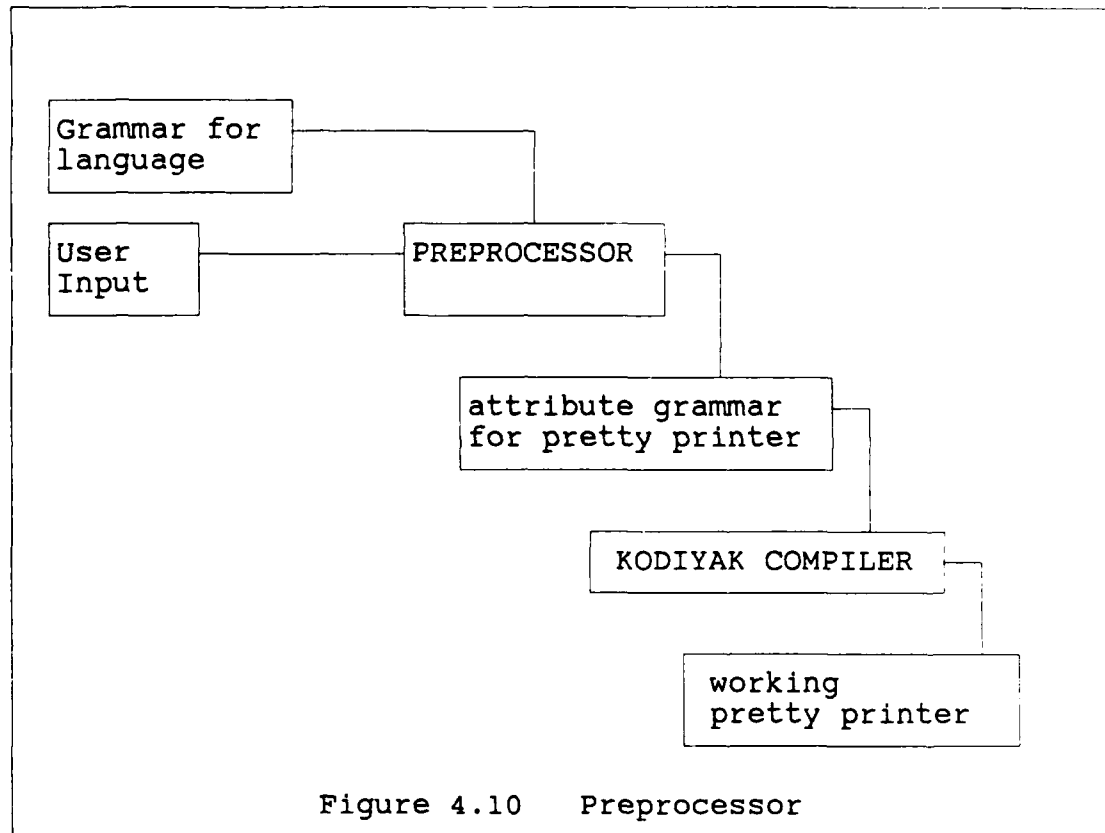 Grammar for
language
User
Input
PREPROCESSOR
attribute grammar
for pretty printer
KODIYAK COMPILER
working
pretty printer
Figure 4.10 Preprocessor